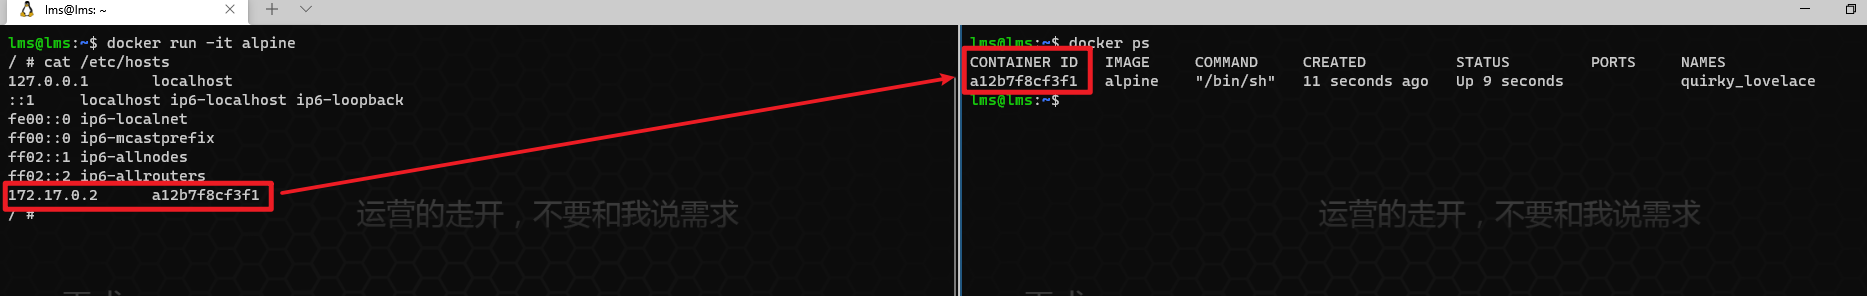 lms@lms: ~
lms@lms:~$ docker run -it alpine
/ # cat /etc/hosts
127.0.0.1 localhost
::1 localhost ip6-localhost ip6-loopback
fe00::0 ip6-localnet
ff00::0 ip6-mcastprefix
ff02::1 ip6-allnodes
ff02::2 ip6-allrouters
172.17.0.2 a12b7f8cf3f1
/ #
运营的走开，不要和我说需求
lms@lms:~$ docker ps
CONTAINER ID IMAGE COMMAND CREATED STATUS PORTS NAMES
a12b7f8cf3f1 alpine "/bin/sh" 11 seconds ago Up 9 seconds quirky_lovelace
lms@lms:~$
运营的走开，不要和我说需求